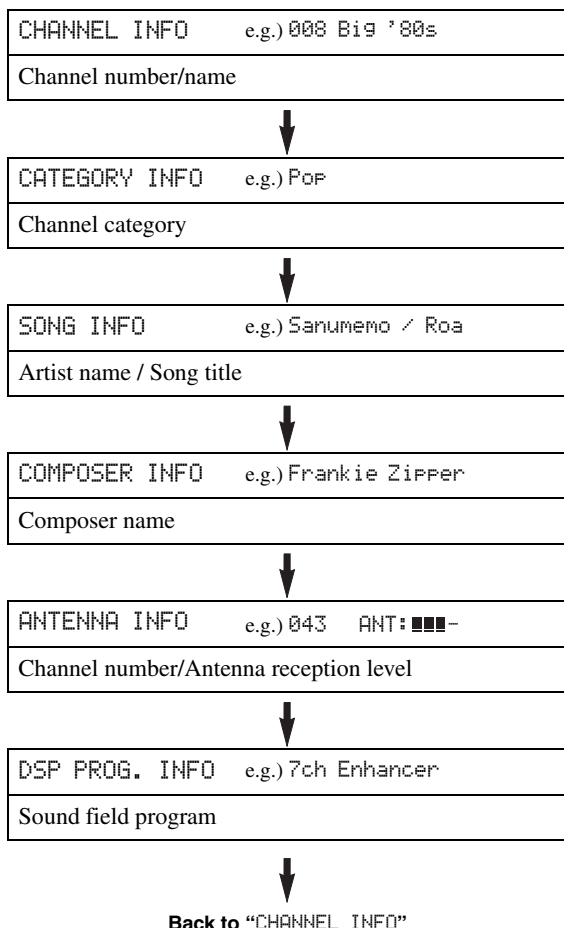 CHANNEL INFO e.g.) 008 Big ’80s
Channel number/name
CATEGORY INFO e.g.) Pop
Channel category
SONG INFO e.g.) Sanumemo / Roa
Artist name / Song title
COMPOSER INFO e.g.) Frankie Zipper
Composer name
ANTENNA INFO e.g.) 043 ANT:■■■-
Channel number/Antenna reception level
DSP PROG. INFO e.g.) 7ch Enhancer
Sound field program
Back to “CHANNEL INFO”